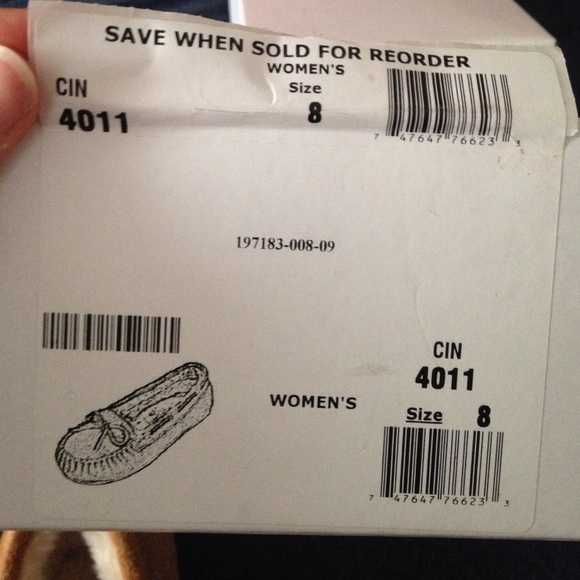 SAVE WHEN SOLD FOR REORDER
WOMEN'S
CIN
Size
4011
8
7 47647 76623 3
197183-008-09
CIN
4011
WOMEN'S
Size 8
7 47647 76623 3